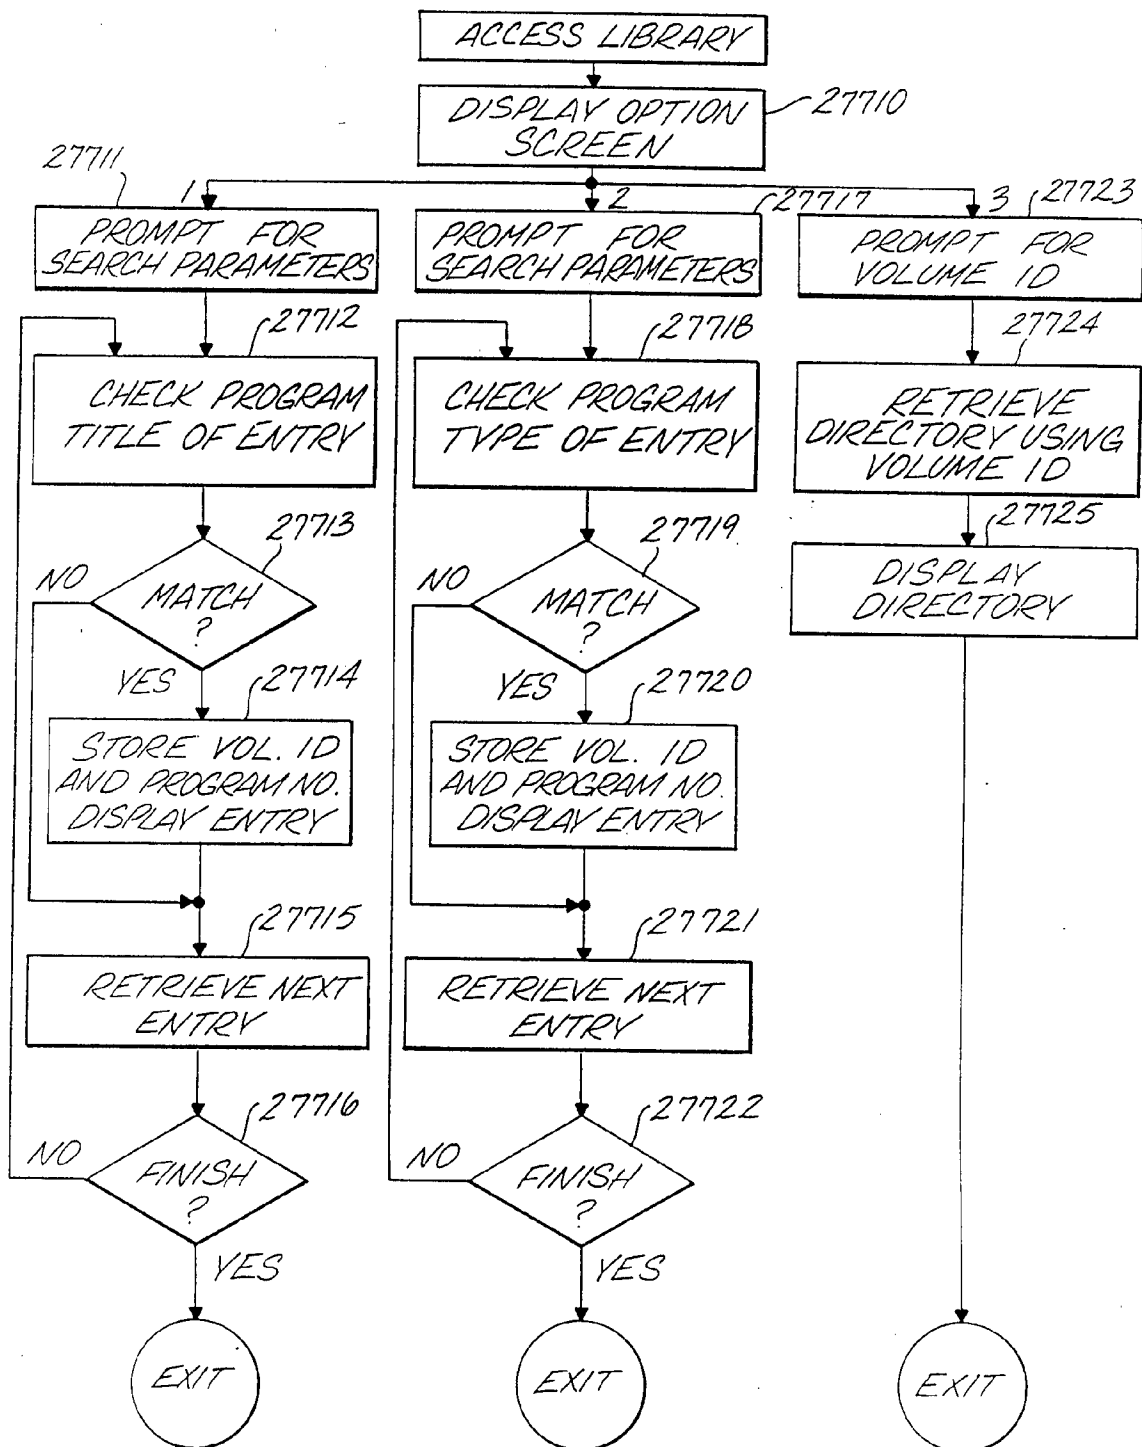 ACCESS LIBRARY
DISPLAY OPTION
SCREEN
27710
27711
1
PROMPT FOR
SEARCH PARAMETERS
27712
CHECK PROGRAM
TITLE OF ENTRY
27713
NO
MATCH
?
YES
27714
STORE VOL. ID
AND PROGRAM NO.
DISPLAY ENTRY
27715
RETRIEVE NEXT
ENTRY
27716
NO
FINISH
?
YES
EXIT
2
27717
PROMPT FOR
SEARCH PARAMETERS
27718
CHECK PROGRAM
TYPE OF ENTRY
27719
NO
MATCH
?
YES
27720
STORE VOL. ID
AND PROGRAM NO.
DISPLAY ENTRY
27721
RETRIEVE NEXT
ENTRY
27722
NO
FINISH
?
YES
EXIT
3
27723
PROMPT FOR
VOLUME ID
27724
RETRIEVE
DIRECTORY USING
VOLUME ID
27725
DISPLAY
DIRECTORY
EXIT